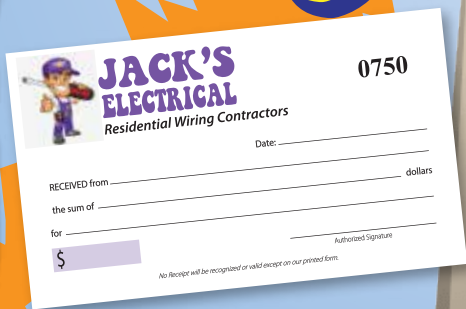 JACK'S
ELECTRICAL
0750
Residential Wiring Contractors
Date:
RECEIVED from
the sum of
dollars
for
$
Authorized Signature
No Receipt will be recognized or valid except on our printed form.